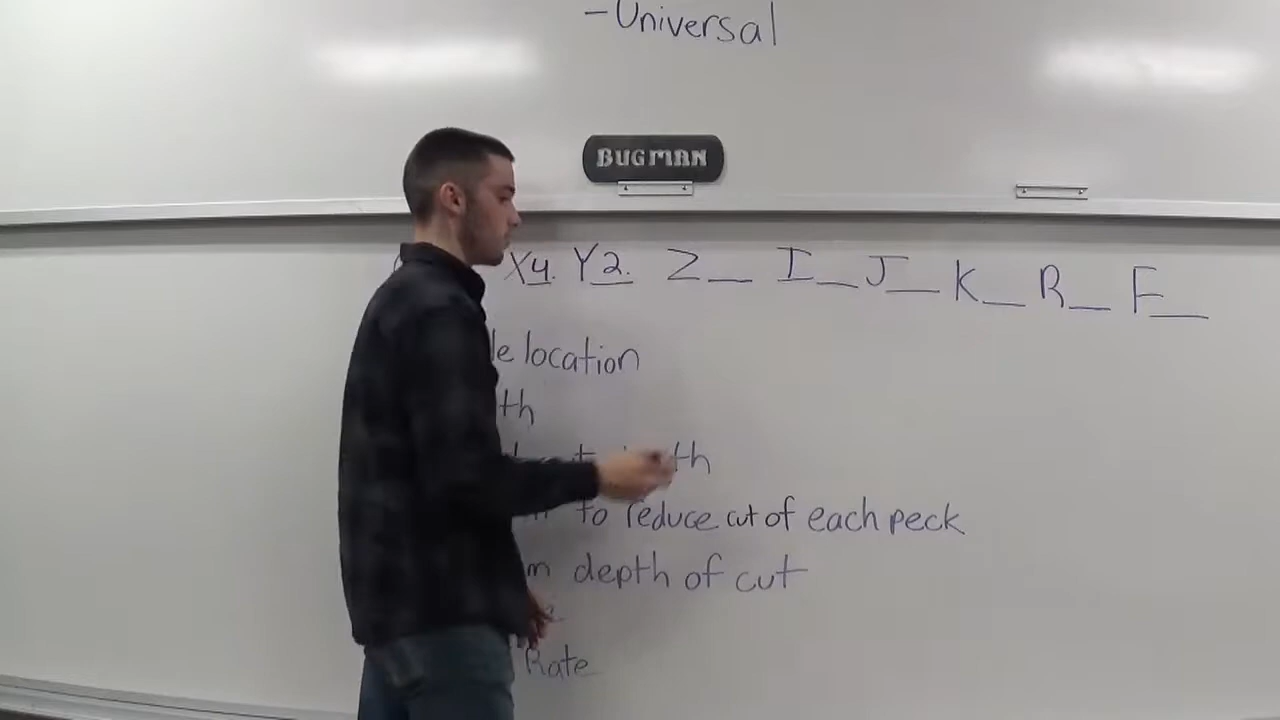 -Universal
BUGMAN
X4. Y2. Z_ I_ J_ K_ R_ F_
le location
th
th
to reduce cut of each peck
m depth of cut
Rate